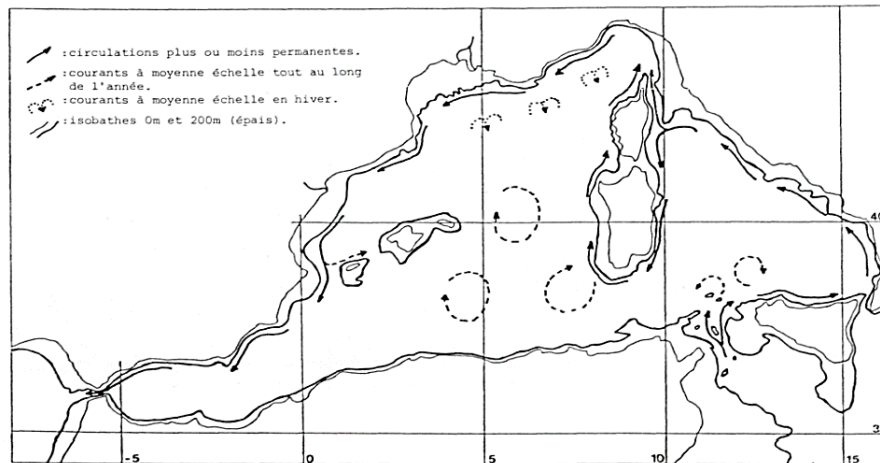 :circulations plus ou moins permanentes.
:courants à moyenne échelle tout au long
de l'année.
:courants à moyenne échelle en hiver.
:isobathes 0m et 200m (épais).
40
-5
0
5
10
15